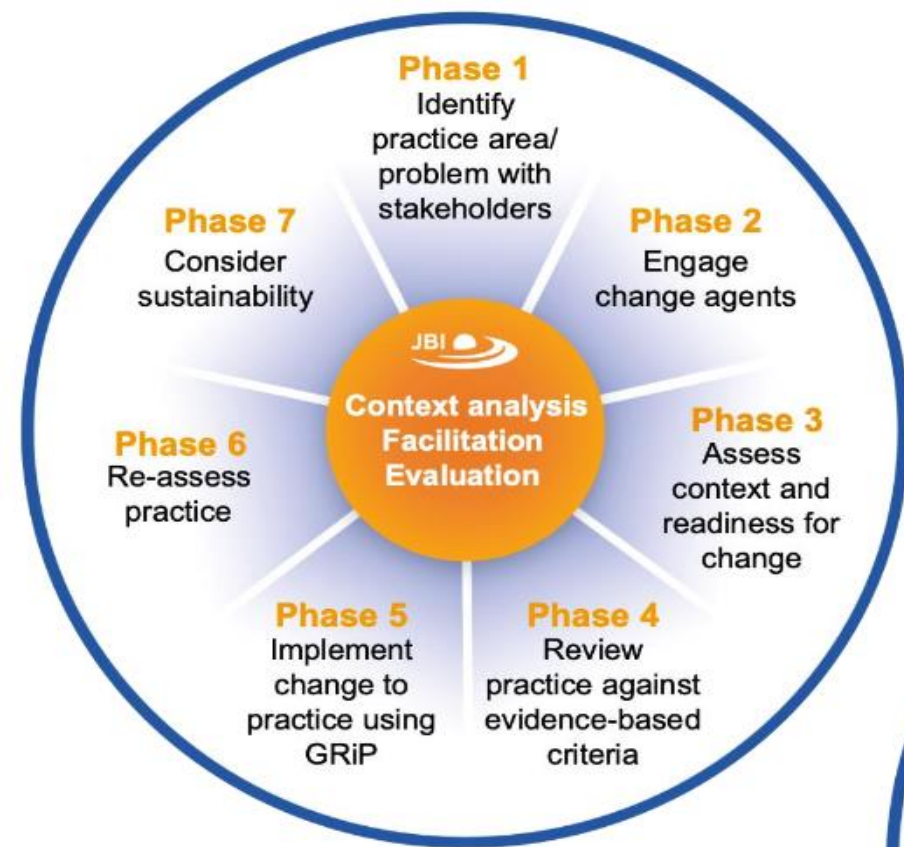 Phase 1
Identify
practice area/
problem with
stakeholders
Phase 2
Engage
change agents
Phase 3
Assess
context and
readiness for
change
Phase 4
Review
practice against
evidence-based
criteria
Phase 5
Implement
change to
practice using
GRiP
Phase 6
Re-assess
practice
Phase 7
Consider
sustainability
JBI
Context analysis
Facilitation
Evaluation